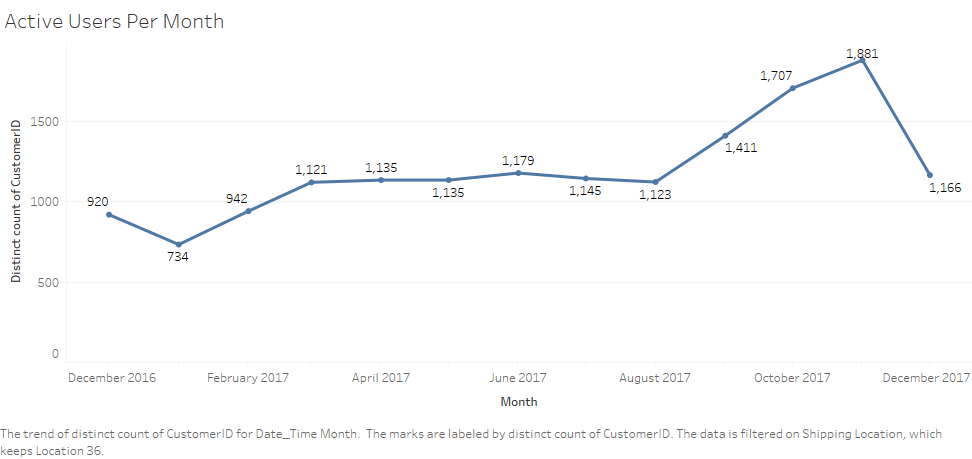 Active Users Per Month
Distinct count of CustomerID
1500
1000
500
0
920
734
942
1,121
1,135
1,135
1,179
1,145
1,123
1,411
1,707
1,881
1,166
December 2016
February 2017
April 2017
June 2017
August 2017
October 2017
December 2017
Month
The trend of distinct count of CustomerID for Date_Time Month.  The marks are labeled by distinct count of CustomerID. The data is filtered on Shipping Location, which
keeps Location 36.